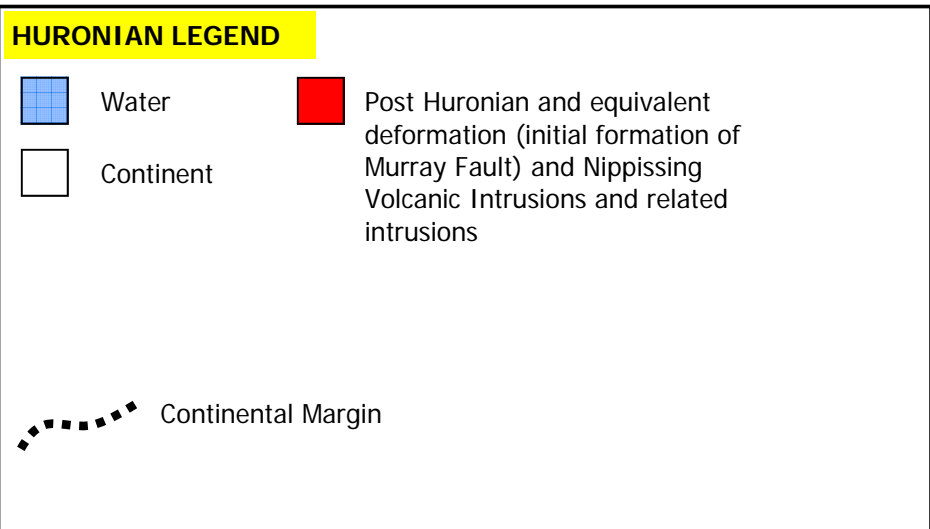 HURONIAN LEGEND
Water
Continent
Post Huronian and equivalent
deformation (initial formation of
Murray Fault) and Nippissing
Volcanic Intrusions and related
intrusions
Continental Margin